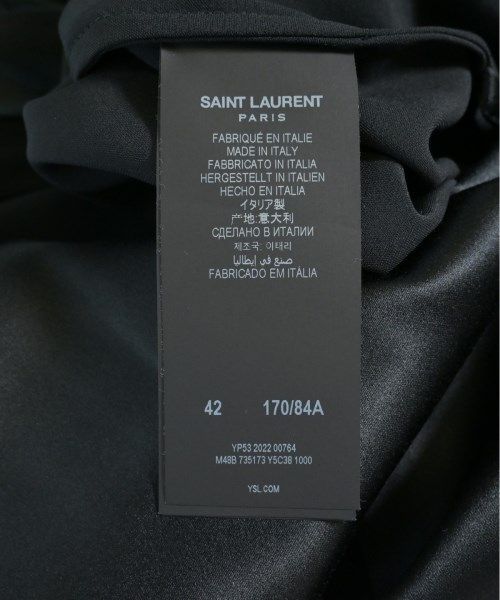 SAINT LAURENT
PARIS
FABRIQUÉ EN ITALIE
MADE IN ITALY
FABBRICATO IN ITALIA
HERGESTELLT IN ITALIEN
HECHO EN ITALIA
イタリア製
产地:意大利
СДЕЛАНО В ИТАЛИИ
제조국: 이태리
صنع في إيطاليا
FABRICADO EM ITÁLIA
42 170/84A
YP53 2022 00764
M48B 735173 Y5C38 1000
YSL.COM